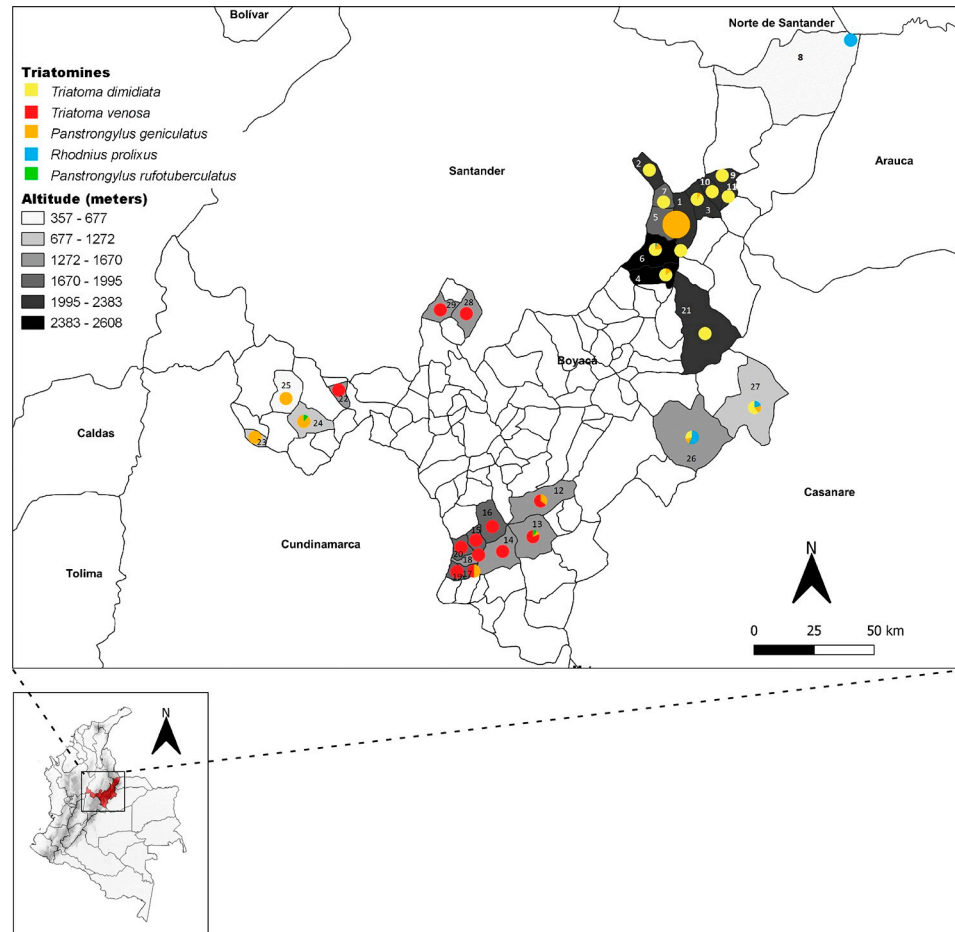 Bolívar
Norte de Santander
8
Triatomines
Triatoma dimidiata
Triatoma venosa
Panstrongylus geniculatus
Rhodnius prolixus
Panstrongylus rufotuberculatus
Santander
Arauca
2
9
10
11
7
1
3
5
Altitude (meters)
357 - 677
677 - 1272
1272 - 1670
1670 - 1995
1995 - 2383
2383 - 2608
6
4
21
29
28
Boyacá
25
22
27
24
Caldas
23
26
12
Casanare
16
13
15
14
Cundinamarca
20
18
17
19
N
Tolima
0 25 50 km
N